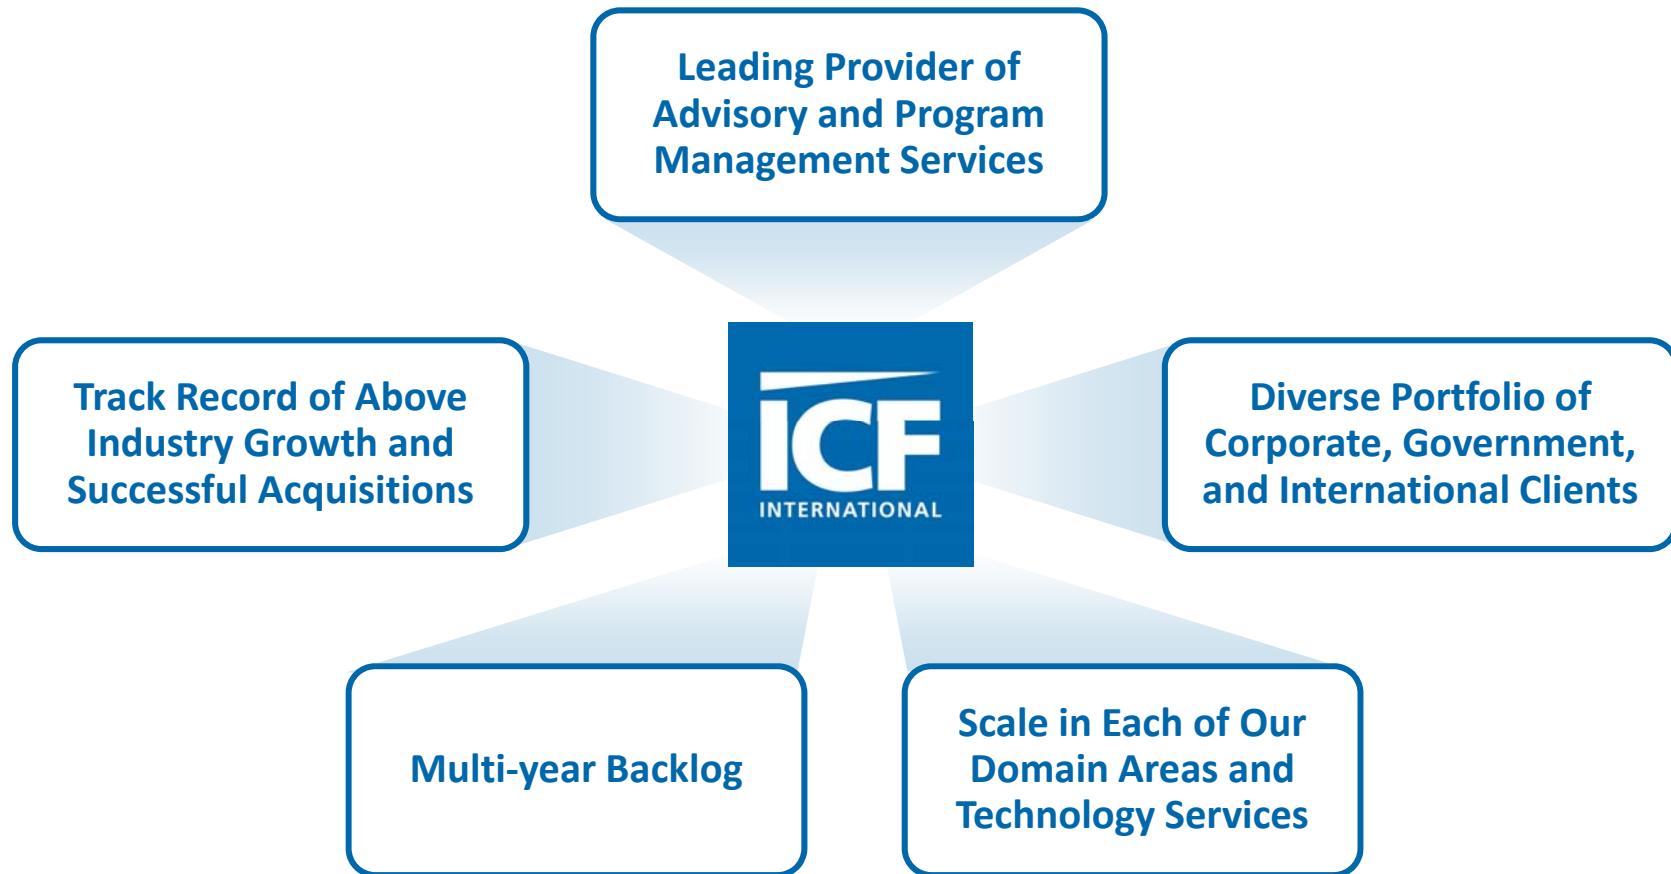 Leading Provider of
Advisory and Program
Management Services
Track Record of Above
Industry Growth and
Successful Acquisitions
ICF
INTERNATIONAL
Diverse Portfolio of
Corporate, Government,
and International Clients
Multi-year Backlog
Scale in Each of Our
Domain Areas and
Technology Services